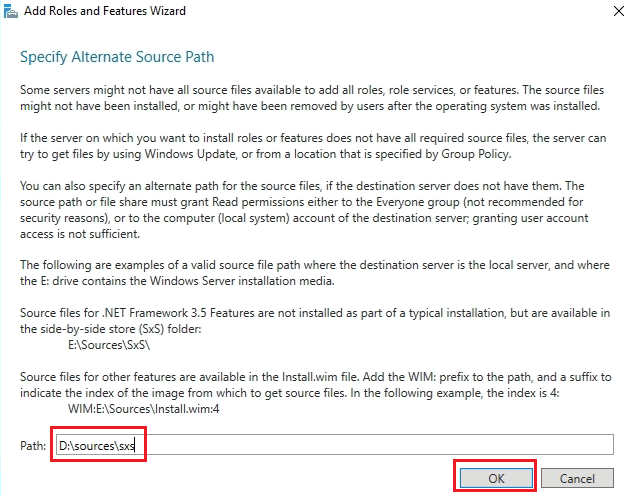 Add Roles and Features Wizard
Specify Alternate Source Path
Some servers might not have all source files available to add all roles, role services, or features. The source files
might not have been installed, or might have been removed by users after the operating system was installed.
If the server on which you want to install roles or features does not have all required source files, the server can
try to get files by using Windows Update, or from a location that is specified by Group Policy.
You can also specify an alternate path for the source files, if the destination server does not have them. The
source path or file share must grant Read permissions either to the Everyone group (not recommended for
security reasons), or to the computer (local system) account of the destination server; granting user account
access is not sufficient.
The following are examples of a valid source file path where the destination server is the local server, and where
the E: drive contains the Windows Server installation media.
Source files for .NET Framework 3.5 Features are not installed as part of a typical installation, but are available in
the side-by-side store (SxS) folder:
E:\Sources\SxS\
Source files for other features are available in the Install.wim file. Add the WIM: prefix to the path, and a suffix to
indicate the index of the image from which to get source files. In the following example, the index is 4:
WIM:E:\Sources\Install.wim:4
Path: D:\sources\sxs
OK Cancel